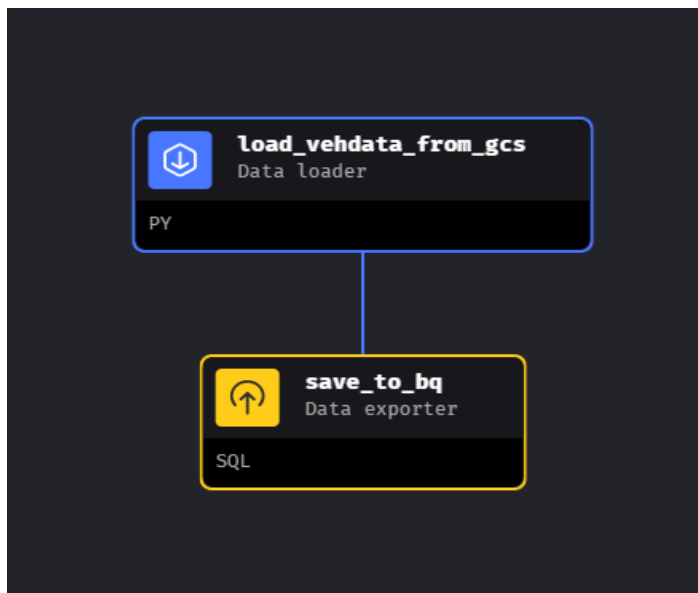 load_vehdata_from_gcs
Data loader
PY
save_to_bq
Data exporter
SQL